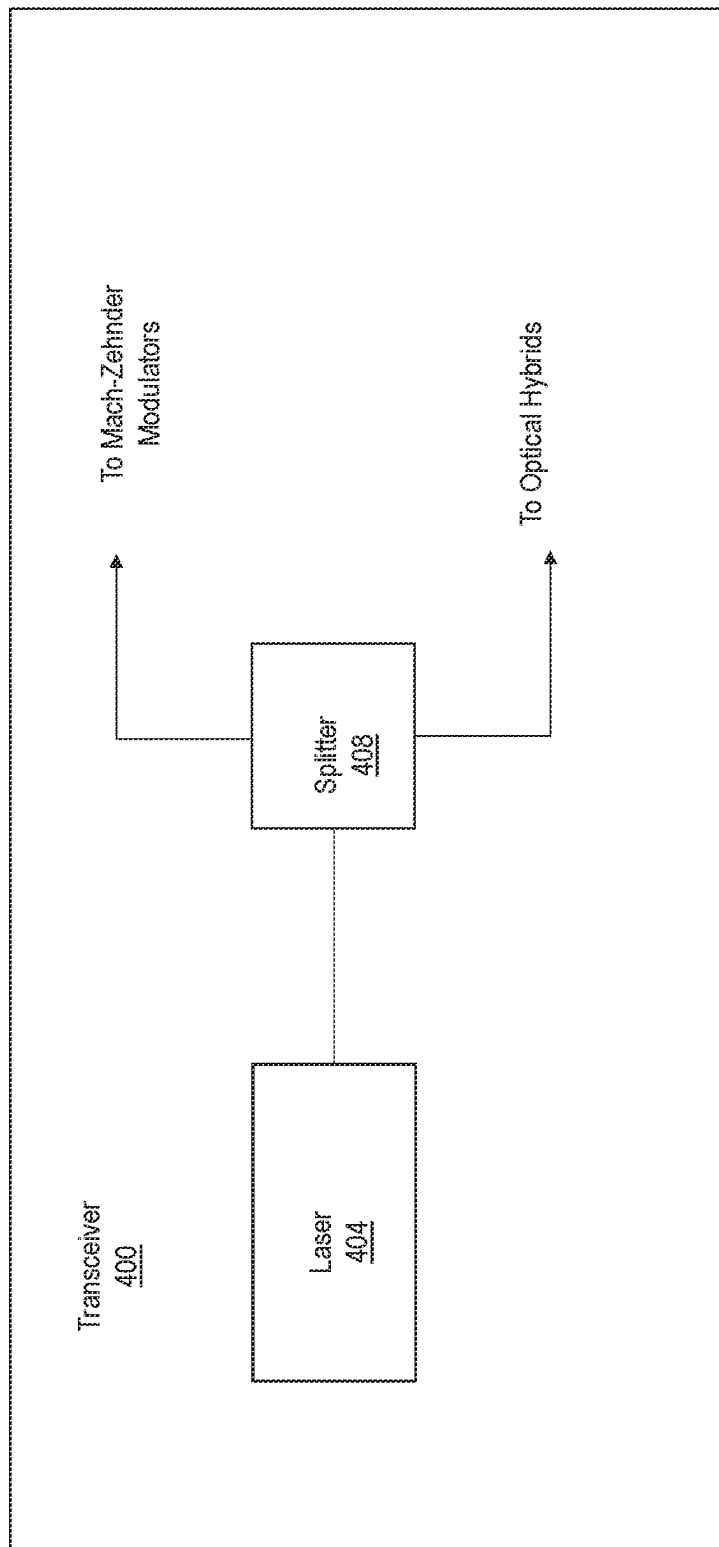 Transceiver
400
Laser
404
Splitter
408
To Mach-Zehnder
Modulators
To Optical Hybrids